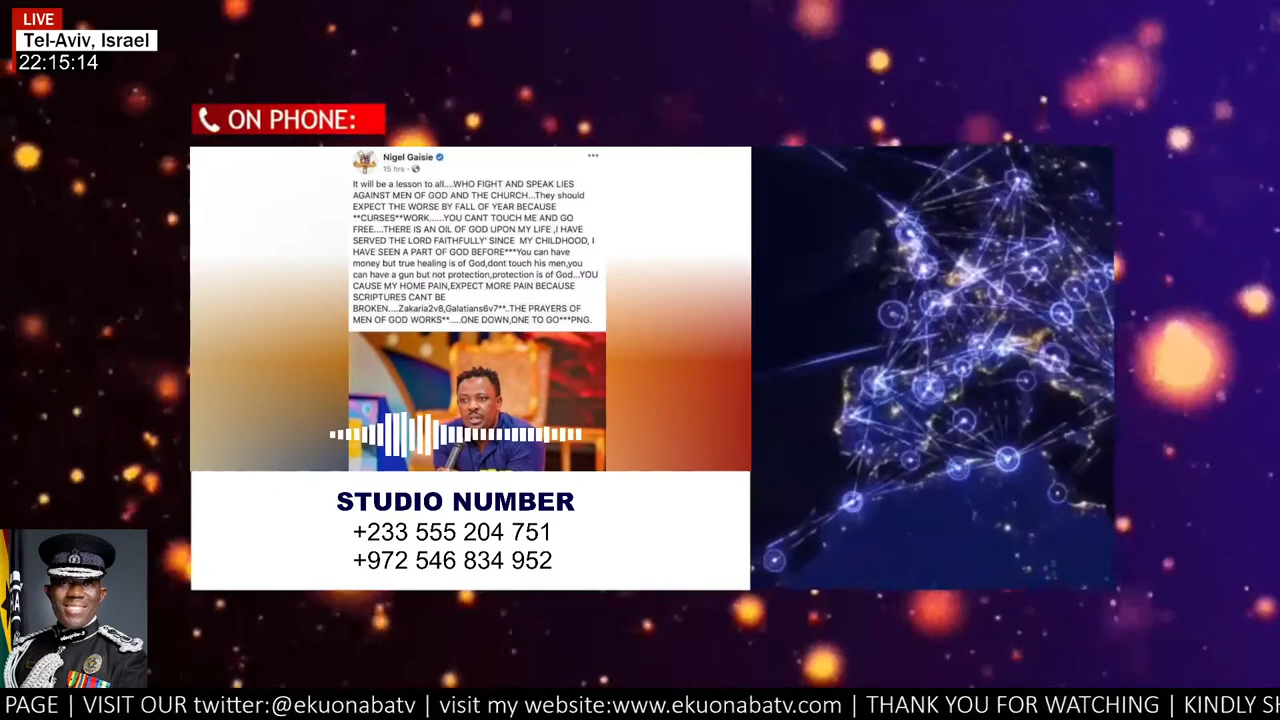 LIVE
Tel-Aviv, Israel
22:15:14
ON PHONE:
Nigel Gaisie
15 hrs ·
It will be a lesson to all....WHO FIGHT AND SPEAK LIES
AGAINST MEN OF GOD AND THE CHURCH...They should
EXPECT THE WORSE BY FALL OF YEAR BECAUSE
**CURSES**WORK......YOU CANT TOUCH ME AND GO
FREE....THERE IS AN OIL OF GOD UPON MY LIFE ,I HAVE
SERVED THE LORD FAITHFULLY' SINCE MY CHILDHOOD, I
HAVE SEEN A PART OF GOD BEFORE***You can have
money but true healing is of God,dont touch his men,you
can have a gun but not protection,protection is of God...YOU
CAUSE MY HOME PAIN,EXPECT MORE PAIN BECAUSE
SCRIPTURES CANT BE
BROKEN....Zakaria2v8,Galatians6v7**..THE PRAYERS OF
MEN OF GOD WORKS**.....ONE DOWN,ONE TO GO***PNG.
STUDIO NUMBER
+233 555 204 751
+972 546 834 952
PAGE | VISIT OUR twitter:@ekuonabatv | visit my website:www.ekuonabatv.com | THANK YOU FOR WATCHING | KINDLY